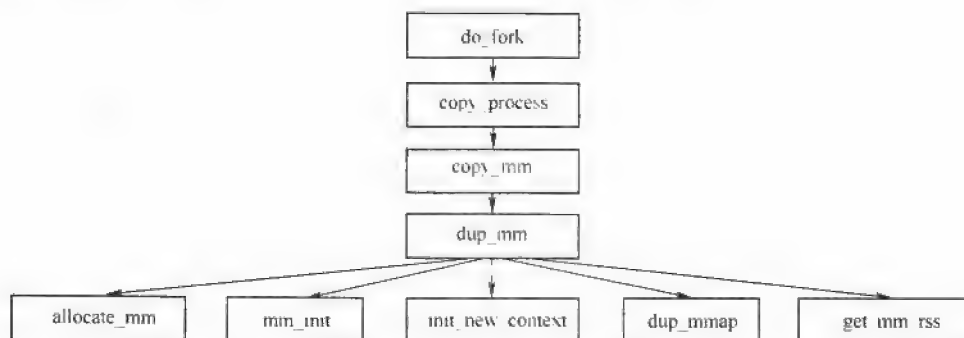 do_fork
copy_process
copy_mm
dup_mm
allocate_mm mm_init init_new_context dup_mmap get_mm_rss